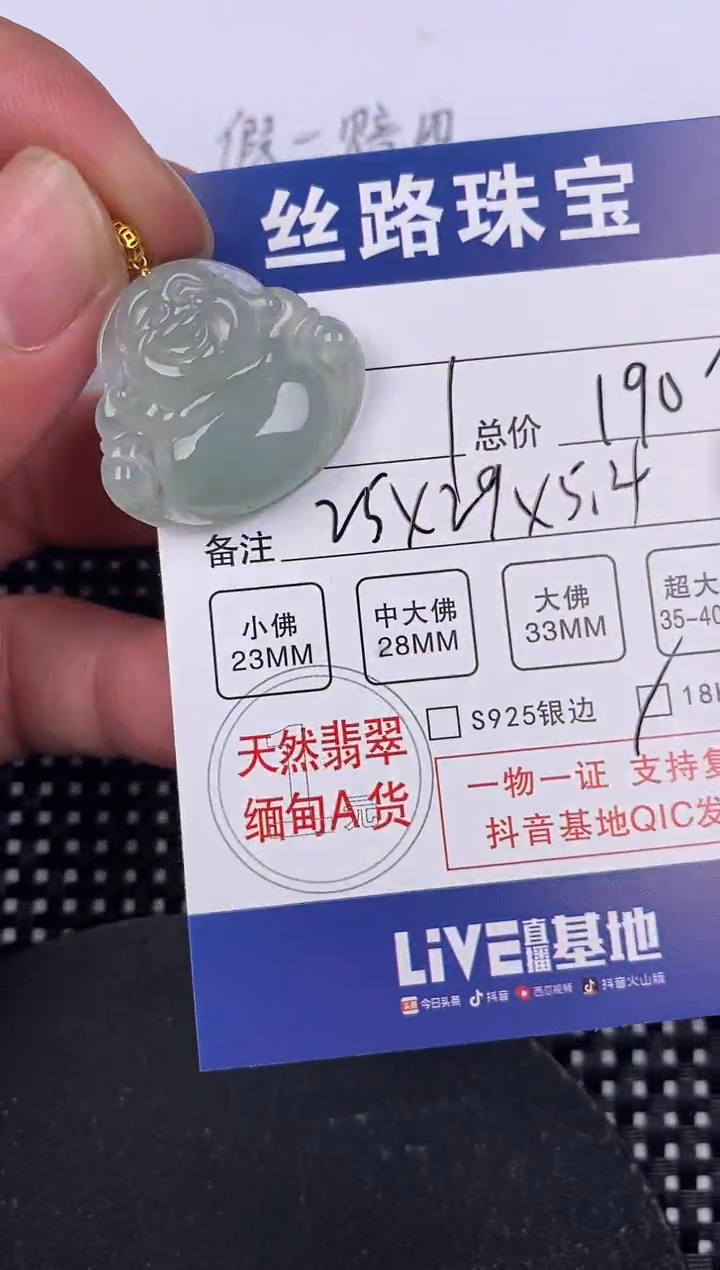 假一赔四
丝路珠宝
总价 190
备注 25X29X5.4
小佛 23MM
中大佛 28MM
大佛 33MM
超大 35-40
S925银边
18
天然翡翠
缅甸A货
一物一证 支持复
抖音基地QIC发
LiVE直播基地
今日头条 抖音 西瓜视频 抖音火山版